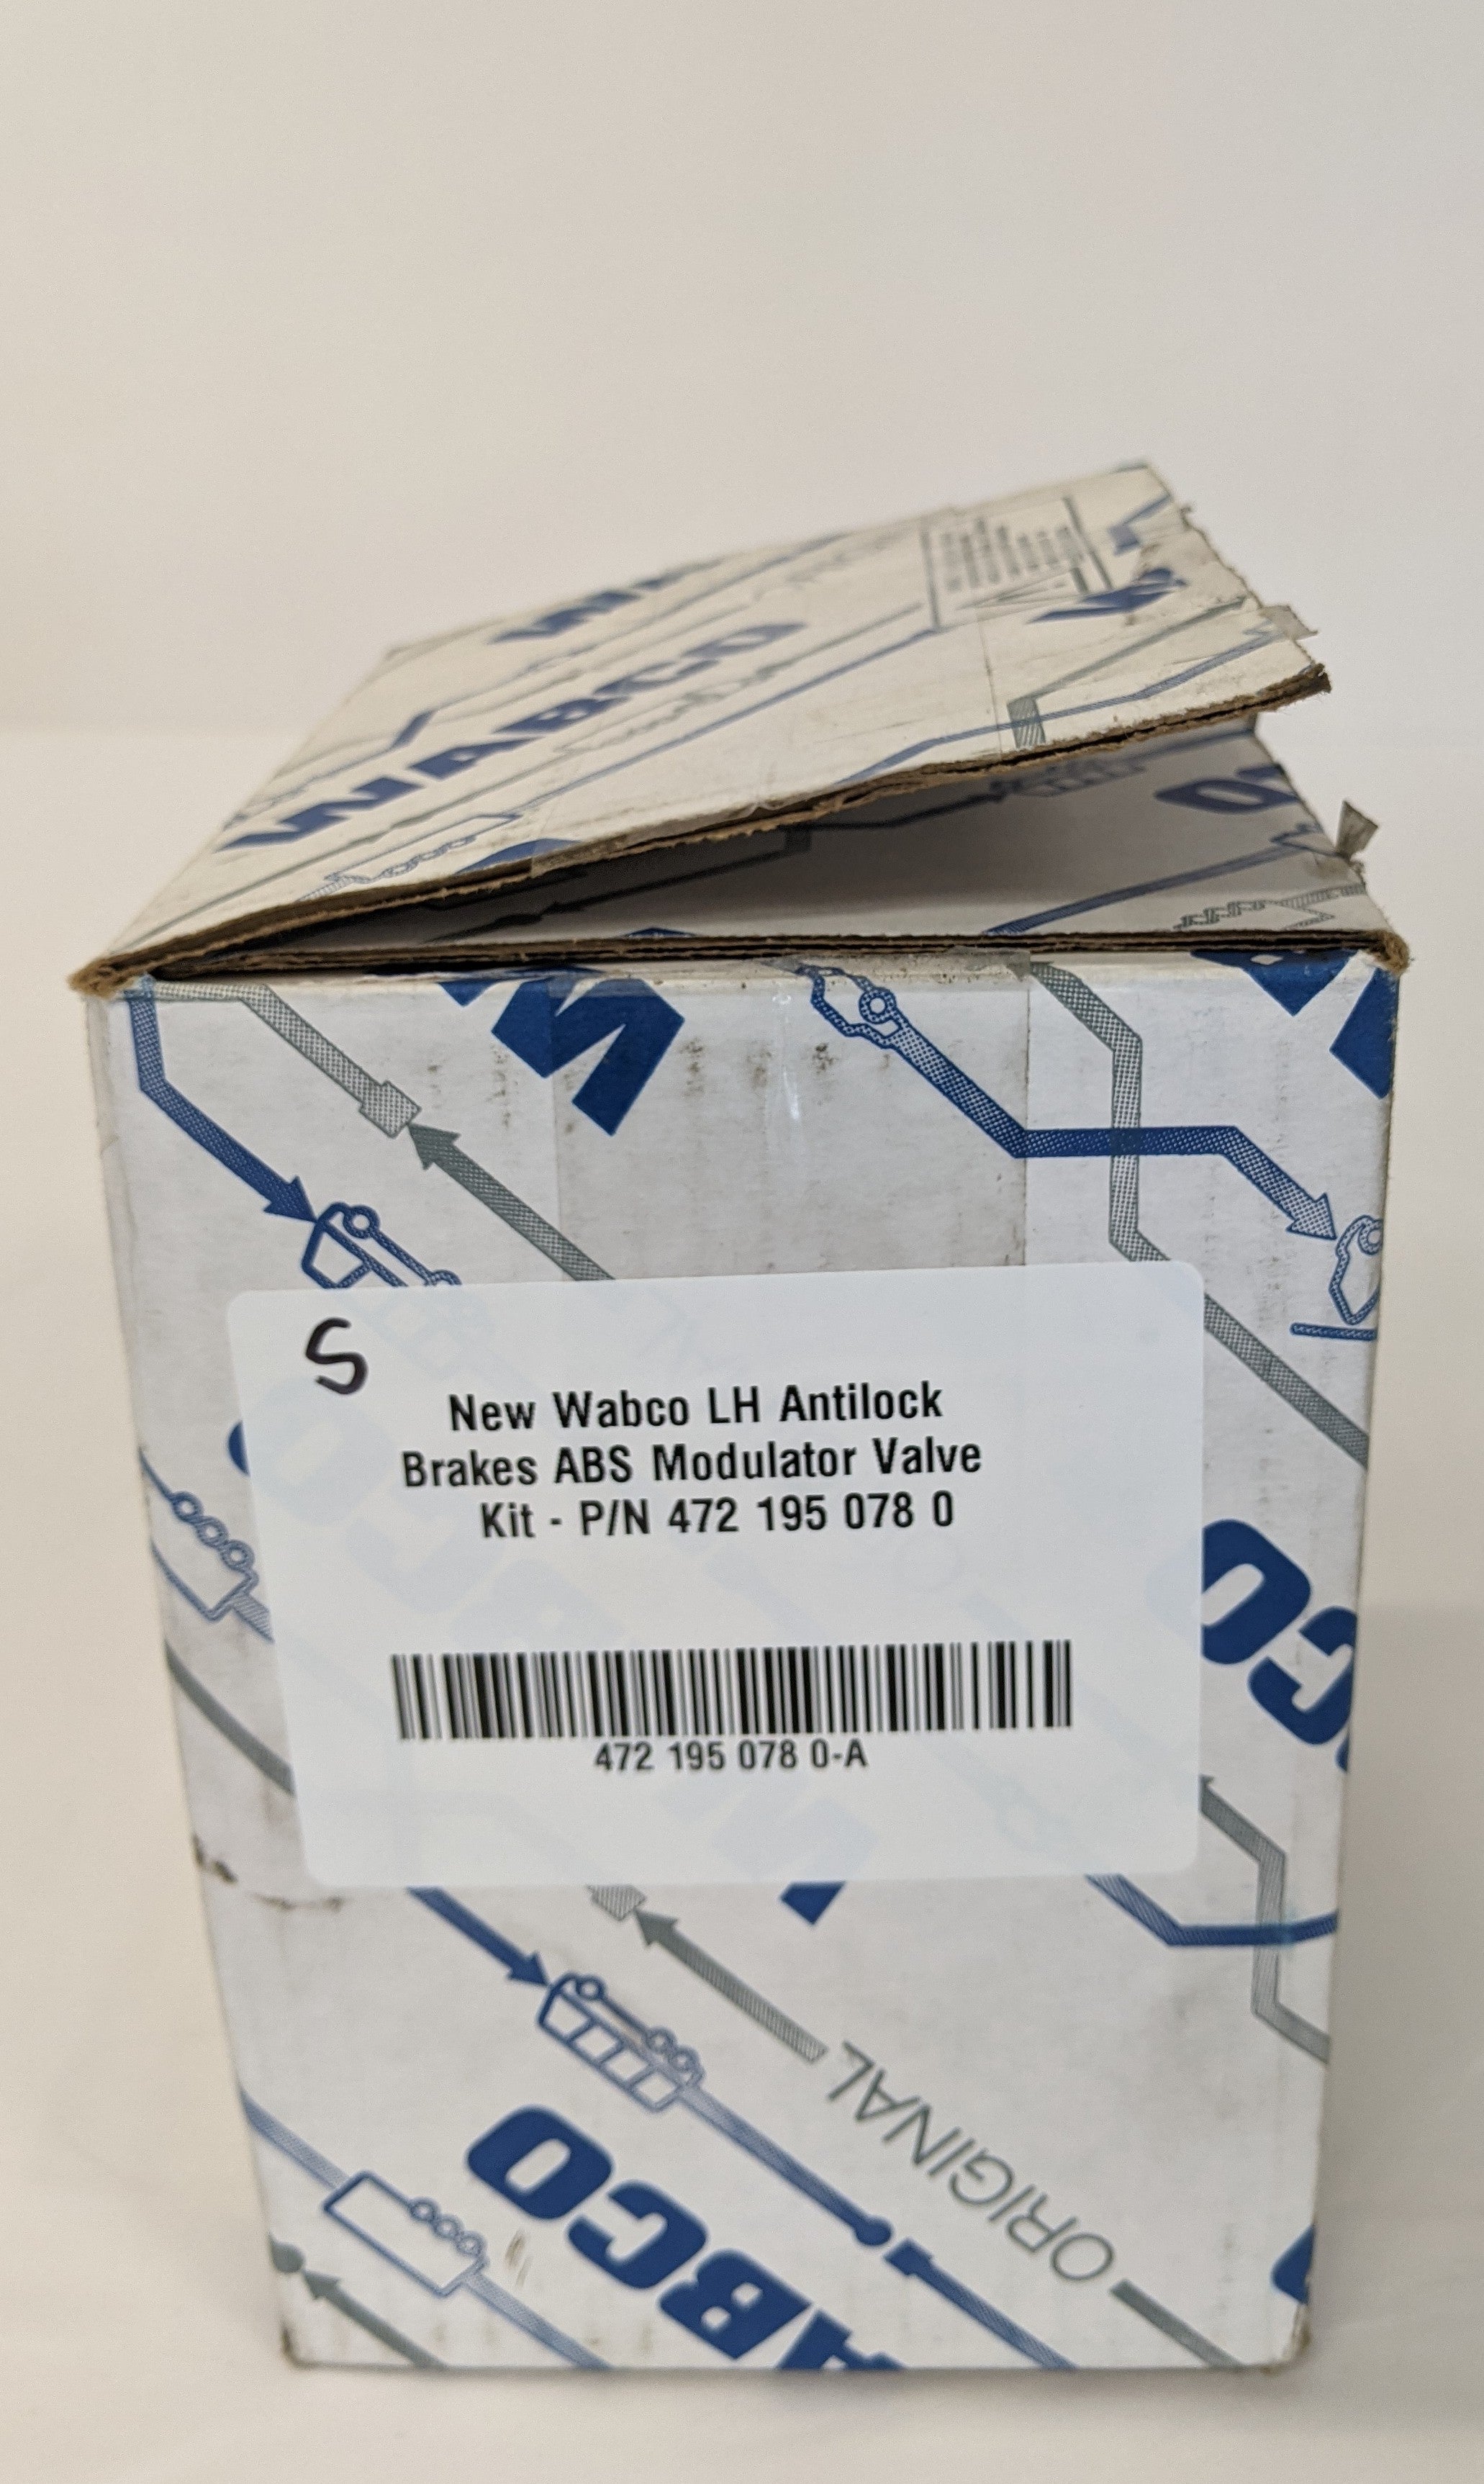 WABCO
S
New Wabco LH Antilock
Brakes ABS Modulator Valve
Kit - P/N 472 195 078 0
472 195 078 0-A
ORIGINAL